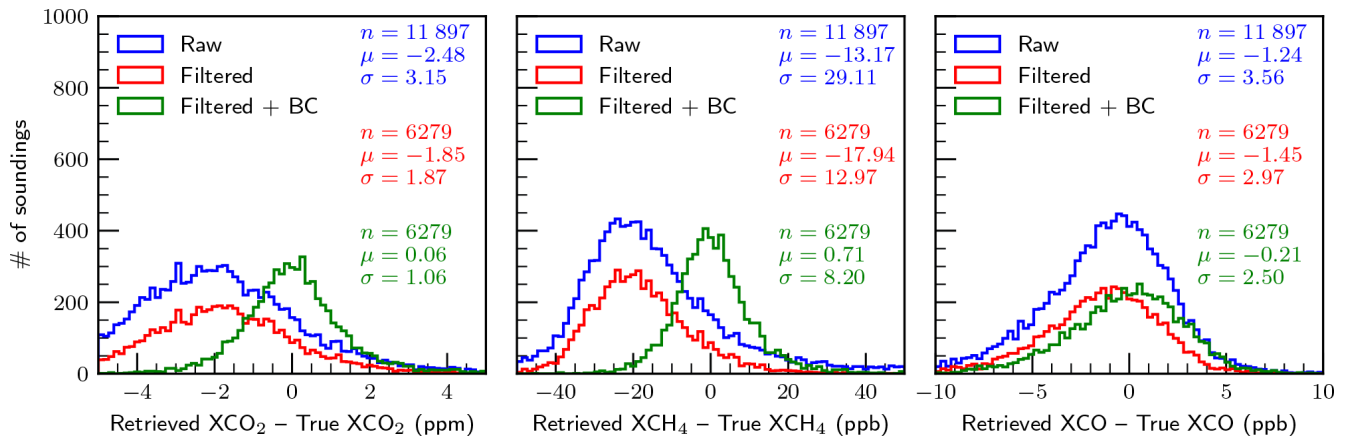 # of soundings
1000
800
600
400
200
0
Raw
Filtered
Filtered + BC
n = 11 897
μ = −2.48
σ = 3.15
n = 6279
μ = −1.85
σ = 1.87
n = 6279
μ = 0.06
σ = 1.06
−4 −2 0 2 4
Retrieved XCO₂ – True XCO₂ (ppm)
Raw
Filtered
Filtered + BC
n = 11 897
μ = −13.17
σ = 29.11
n = 6279
μ = −17.94
σ = 12.97
n = 6279
μ = 0.71
σ = 8.20
−40 −20 0 20 40
Retrieved XCH₄ – True XCH₄ (ppb)
Raw
Filtered
Filtered + BC
n = 11 897
μ = −1.24
σ = 3.56
n = 6279
μ = −1.45
σ = 2.97
n = 6279
μ = −0.21
σ = 2.50
−10 −5 0 5 10
Retrieved XCO – True XCO (ppb)